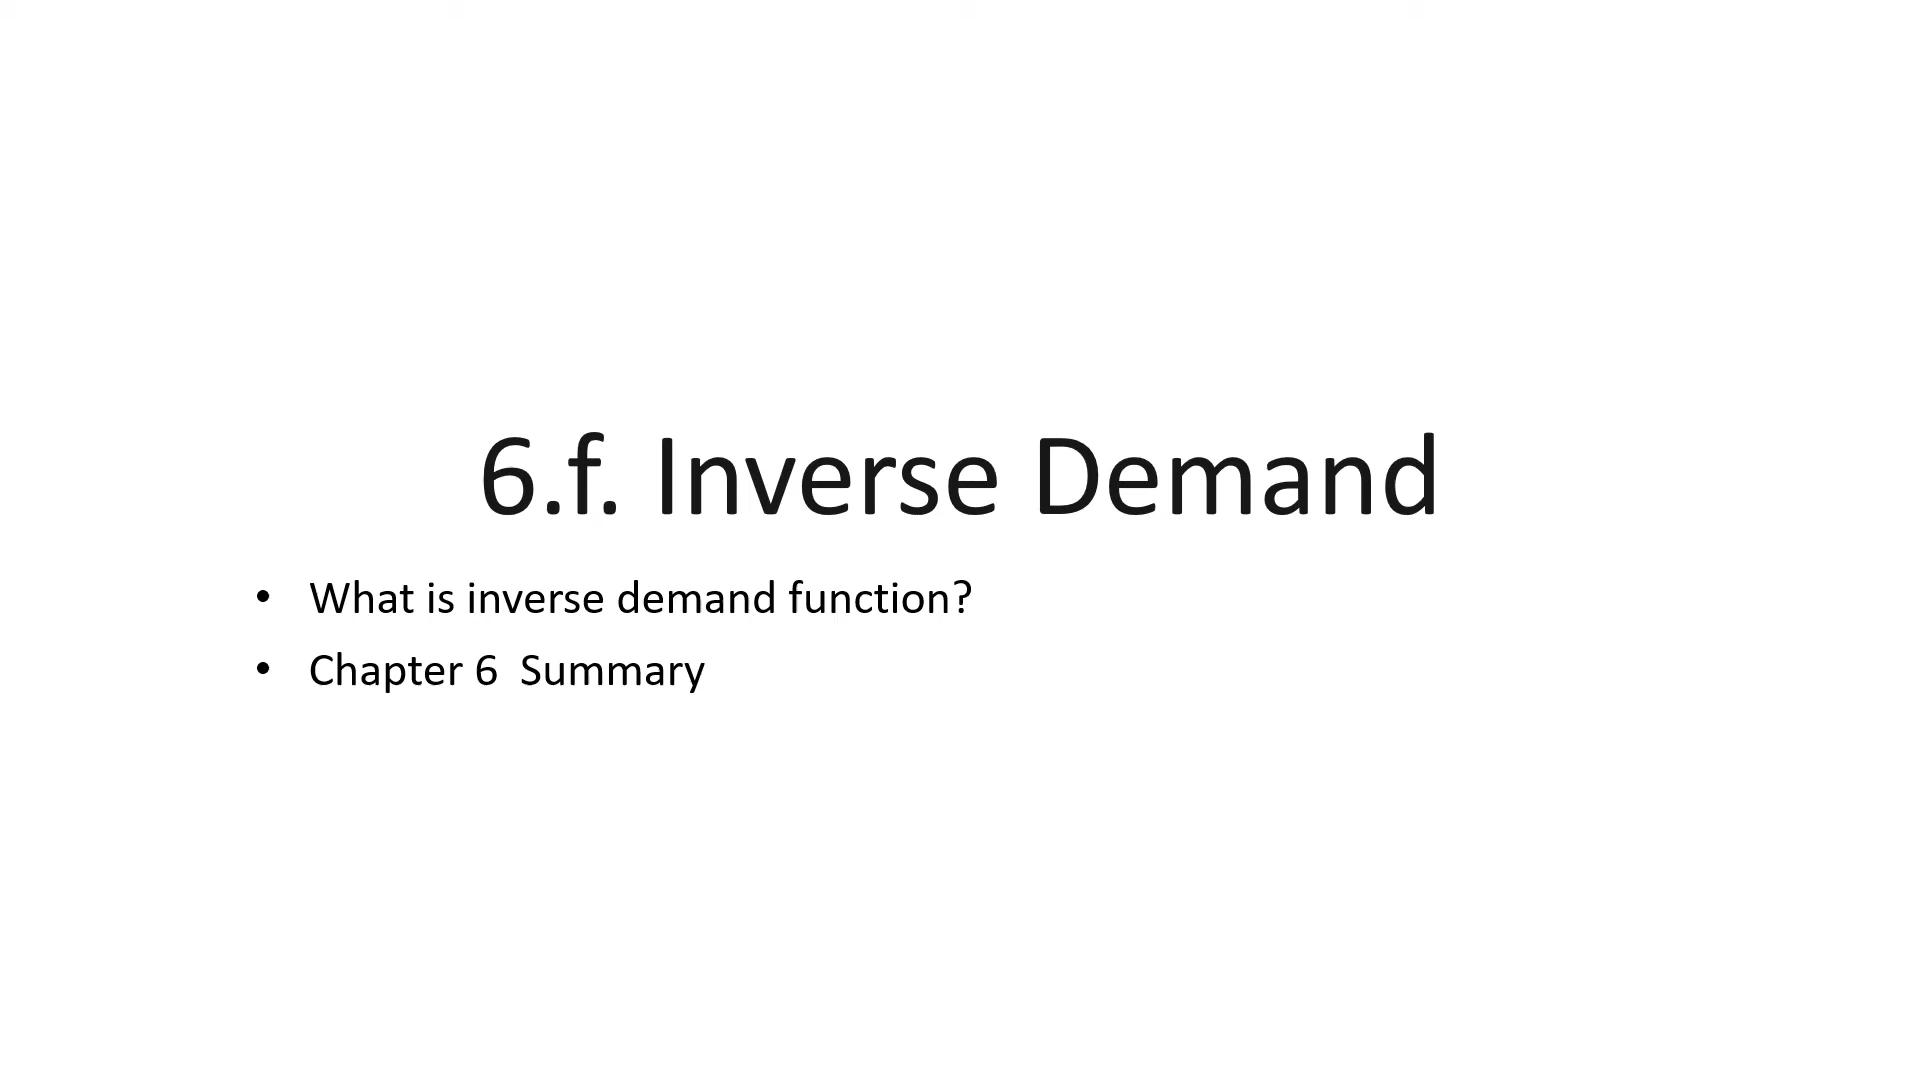 6.f. Inverse Demand
• What is inverse demand function?
• Chapter 6  Summary